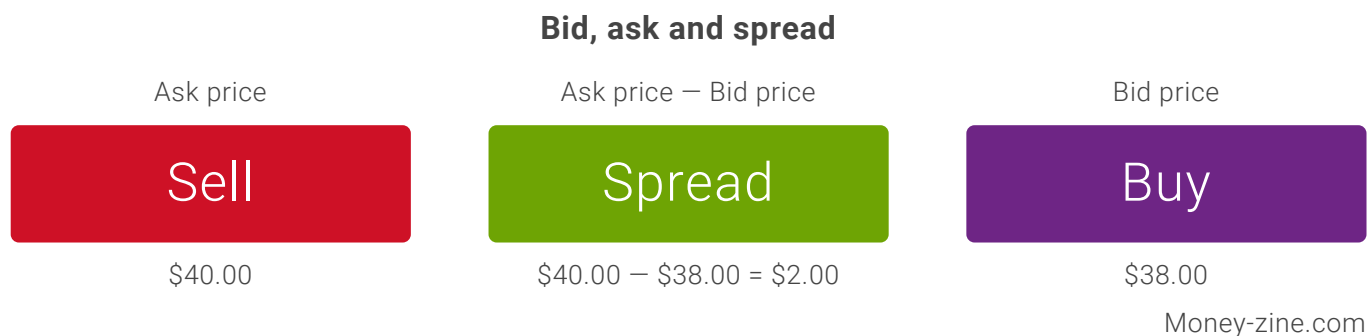 Bid, ask and spread
Ask price
Ask price — Bid price
Bid price
Sell
Spread
Buy
$40.00
$40.00 — $38.00 = $2.00
$38.00
Money-zine.com